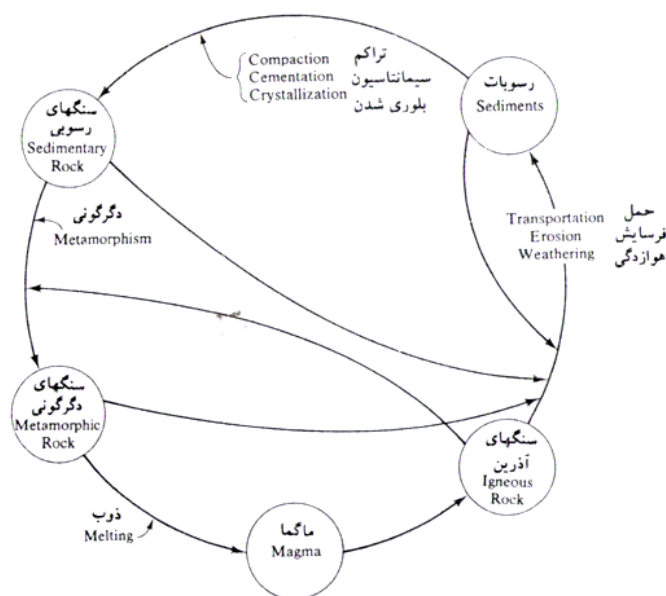 Compaction تراکم
Cementation سیمانتاسیون
Crystallization بلوری شدن
رسوبات
Sediments
سنگهای
رسوبی
Sedimentary
Rock
دگرگونی
Metamorphism
Transportation حمل
Erosion فرسایش
Weathering هوازدگی
سنگهای
دگرگونی
Metamorphic
Rock
سنگهای
آذرین
Igneous
Rock
ذوب
Melting
ماگما
Magma